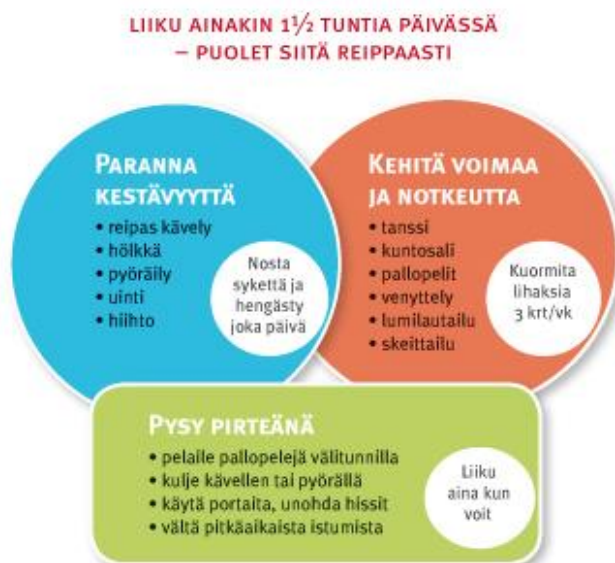 LIIKU AINAKIN 1½ TUNTIA PÄIVÄSSÄ
– PUOLET SIITÄ REIPPAASTI
PARANNA
KESTÄVYYTTÄ
• reipas kävely
• hölkkä
• pyöräily
• uinti
• hiihto
Nosta
sykettä ja
hengästy
joka päivä
KEHITÄ VOIMAA
JA NOTKEUTTA
• tanssi
• kuntosali
• pallopelit
• venyttely
• lumilautailu
• skeittailu
Kuormita
lihaksia
3 krt/vk
PYSY PIRTEÄNÄ
• pelaile pallopelejä välitunnilla
• kulje kävellen tai pyörällä
• käytä portaita, unohda hissit
• vältä pitkäaikaista istumista
Liiku
aina kun
voit